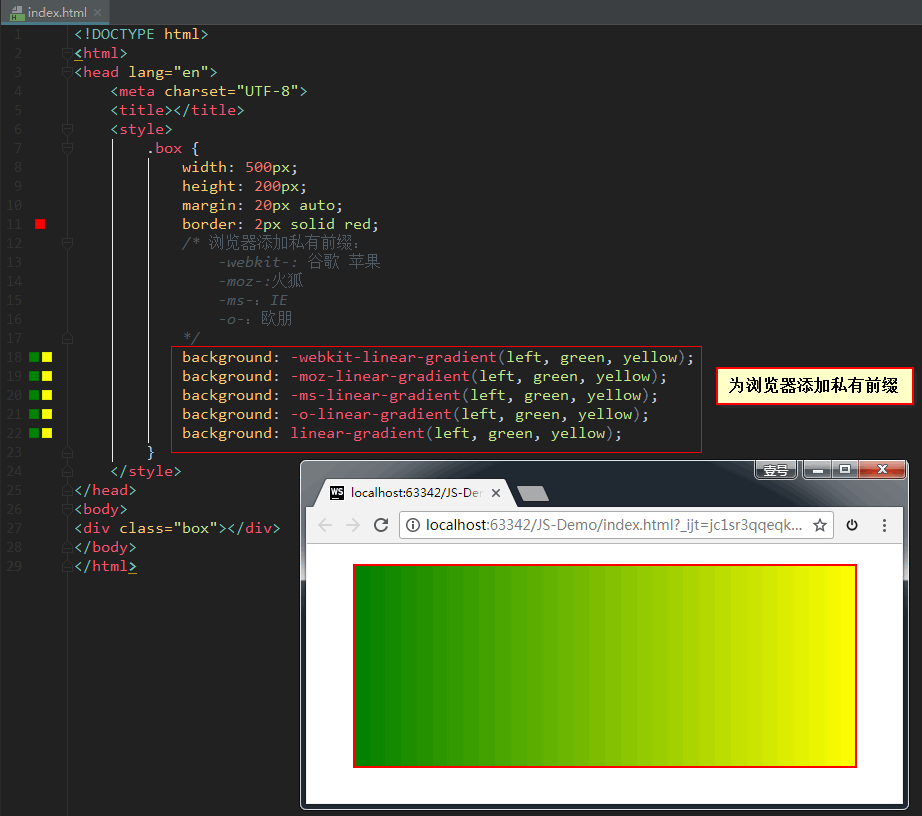 index.html
1 <!DOCTYPE html>
2 <html>
3 <head lang="en">
4 <meta charset="UTF-8">
5 <title></title>
6 <style>
7 .box {
8 width: 500px;
9 height: 200px;
10 margin: 20px auto;
11 border: 2px solid red;
12 /* 浏览器添加私有前缀:
13 -webkit-: 谷歌 苹果
14 -moz-:火狐
15 -ms-: IE
16 -o-: 欧朋
17 */
18 background: -webkit-linear-gradient(left, green, yellow);
19 background: -moz-linear-gradient(left, green, yellow);
20 background: -ms-linear-gradient(left, green, yellow);
21 background: -o-linear-gradient(left, green, yellow);
22 background: linear-gradient(left, green, yellow);
为浏览器添加私有前缀
23 }
24 </style>
25 </head>
26 <body>
27 <div class="box"></div>
28 </body>
29 </html>
壹号
WS localhost:63342/JS-De
localhost:63342/JS-Demo/index.html?_ijt=jc1sr3qqeqk...